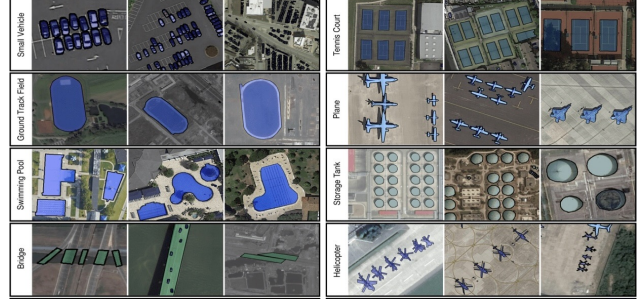 Small Vehicle
Ground Track Field
Swimming Pool
Bridge
Tennis Court
Plane
Storage Tank
Helicopter